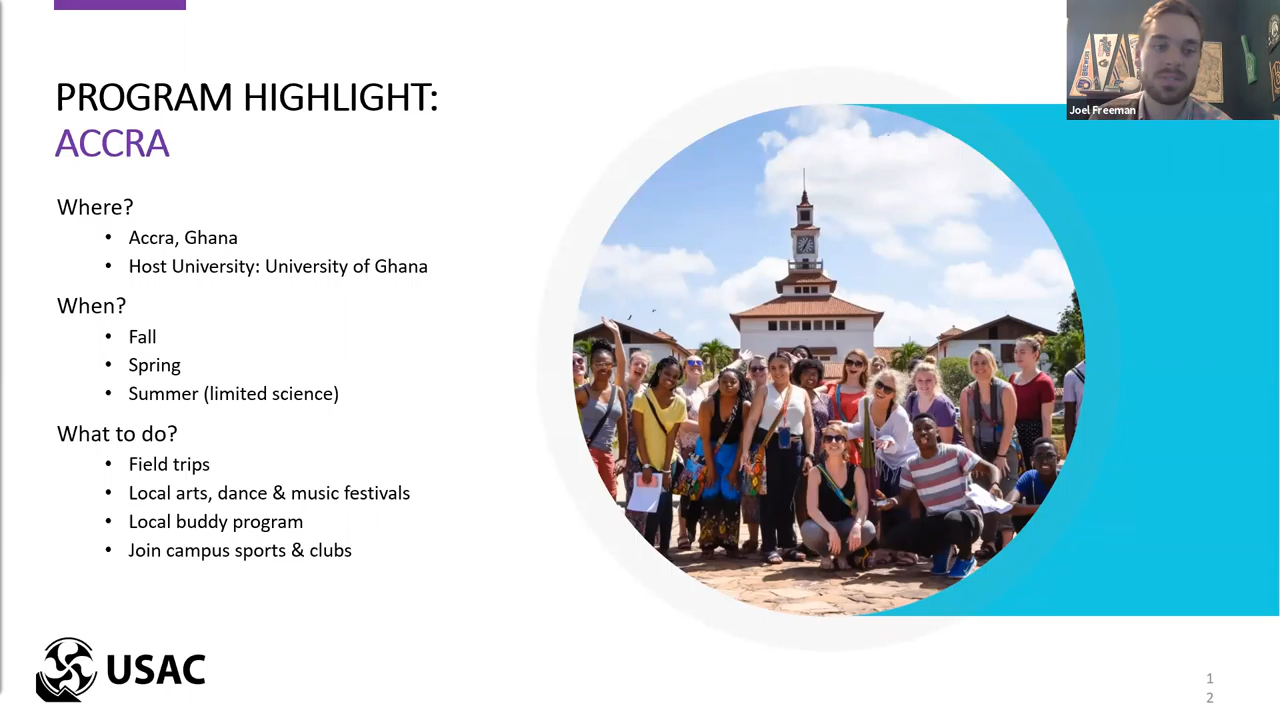 PROGRAM HIGHLIGHT:
ACCRA
Where?
• Accra, Ghana
• Host University: University of Ghana
When?
• Fall
• Spring
• Summer (limited science)
What to do?
• Field trips
• Local arts, dance & music festivals
• Local buddy program
• Join campus sports & clubs
USAC
BREWERS
Joel Freeman
1
2